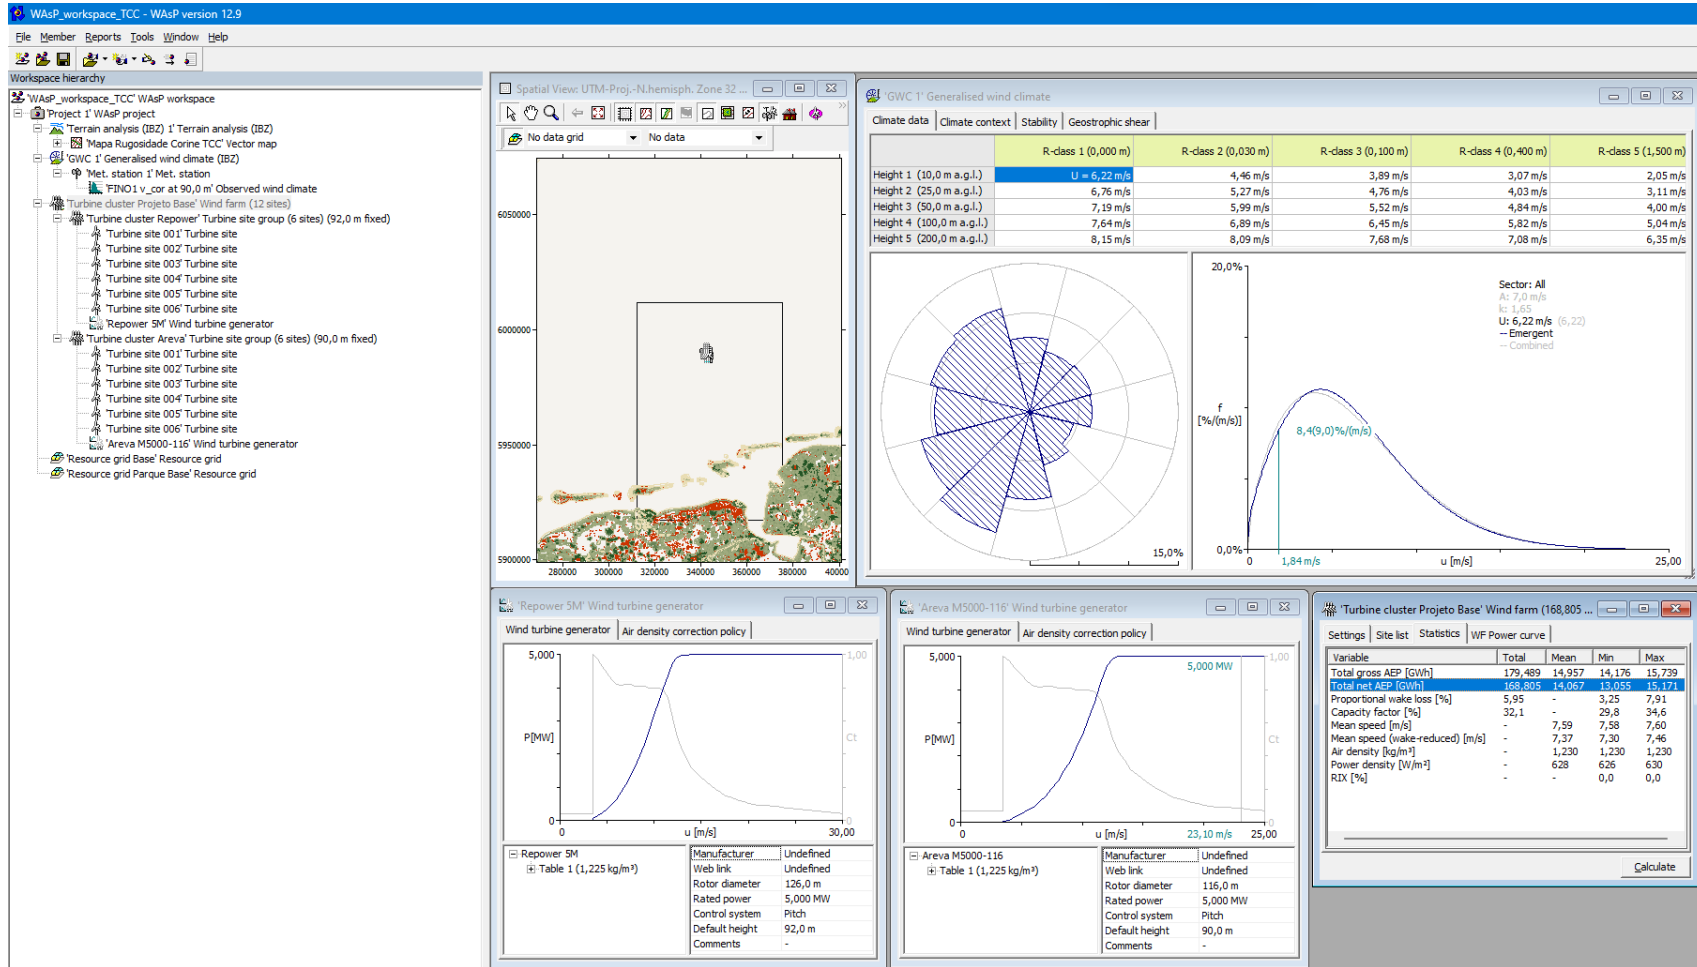 WAsP_workspace_TCC - WAsP version 12.9
File Member Reports Tools Window Help
Workspace hierarchy
'WAsP_workspace_TCC' WAsP workspace
'Project 1' WAsP project
'Terrain analysis (IBZ) 1' Terrain analysis (IBZ)
'Mapa Rugosidade Corine TCC' Vector map
'GWC 1' Generalised wind climate (IBZ)
'Met. station 1' Met. station
'FINO1 v_cor at 90,0 m' Observed wind climate
'Turbine cluster Projeto Base' Wind farm (12 sites)
'Turbine cluster Repower' Turbine site group (6 sites) (92,0 m fixed)
'Turbine site 001' Turbine site
'Turbine site 002' Turbine site
'Turbine site 003' Turbine site
'Turbine site 004' Turbine site
'Turbine site 005' Turbine site
'Turbine site 006' Turbine site
'Repower 5M' Wind turbine generator
'Turbine cluster Areva' Turbine site group (6 sites) (90,0 m fixed)
'Turbine site 001' Turbine site
'Turbine site 002' Turbine site
'Turbine site 003' Turbine site
'Turbine site 004' Turbine site
'Turbine site 005' Turbine site
'Turbine site 006' Turbine site
'Areva M5000-116' Wind turbine generator
'Resource grid Base' Resource grid
'Resource grid Parque Base' Resource grid
Spatial View: UTM-Proj.-N.hemisph. Zone 32 ...
No data grid No data
6050000
6000000
5950000
5900000
280000 300000 320000 340000 360000 380000 40000
'GWC 1' Generalised wind climate
Climate data Climate context Stability Geostrophic shear
R-class 1 (0,000 m) R-class 2 (0,030 m) R-class 3 (0,100 m) R-class 4 (0,400 m) R-class 5 (1,500 m)
Height 1 (10,0 m a.g.l.) U = 6,22 m/s 4,46 m/s 3,89 m/s 3,07 m/s 2,05 m/s
Height 2 (25,0 m a.g.l.) 6,76 m/s 5,27 m/s 4,76 m/s 4,03 m/s 3,11 m/s
Height 3 (50,0 m a.g.l.) 7,19 m/s 5,99 m/s 5,52 m/s 4,84 m/s 4,00 m/s
Height 4 (100,0 m a.g.l.) 7,64 m/s 6,89 m/s 6,45 m/s 5,82 m/s 5,04 m/s
Height 5 (200,0 m a.g.l.) 8,15 m/s 8,09 m/s 7,68 m/s 7,08 m/s 6,35 m/s
15,0%
20,0%
f
[%/(m/s)]
0,0%
Sector: All
A: 7,0 m/s
k: 1,65
U: 6,22 m/s (6,22)
-- Emergent
-- Combined
8,4(9,0)%/(m/s)
0 1,84 m/s u [m/s] 25,00
'Repower 5M' Wind turbine generator
Wind turbine generator Air density correction policy
5,000 1,00
P[MW] Ct
0 0
0 u [m/s] 30,00
Repower 5M
Table 1 (1,225 kg/m³)
Manufacturer Undefined
Web link Undefined
Rotor diameter 126,0 m
Rated power 5,000 MW
Control system Pitch
Default height 92,0 m
Comments -
'Areva M5000-116' Wind turbine generator
Wind turbine generator Air density correction policy
5,000 5,000 MW 1,00
P[MW] Ct
0 0
0 u [m/s] 23,10 m/s 25,00
Areva M5000-116
Table 1 (1,225 kg/m³)
Manufacturer Undefined
Web link Undefined
Rotor diameter 116,0 m
Rated power 5,000 MW
Control system Pitch
Default height 90,0 m
Comments -
'Turbine cluster Projeto Base' Wind farm (168,805 ...
Settings Site list Statistics WF Power curve
Variable Total Mean Min Max
Total gross AEP [GWh] 179,489 14,957 14,176 15,739
Total net AEP [GWh] 168,805 14,067 13,055 15,171
Proportional wake loss [%] 5,95 - 3,25 7,91
Capacity factor [%] 32,1 - 29,8 34,6
Mean speed [m/s] - 7,59 7,58 7,60
Mean speed (wake-reduced) [m/s] - 7,37 7,30 7,46
Air density [kg/m³] - 1,230 1,230 1,230
Power density [W/m²] - 628 626 630
RIX [%] - - 0,0 0,0
Calculate